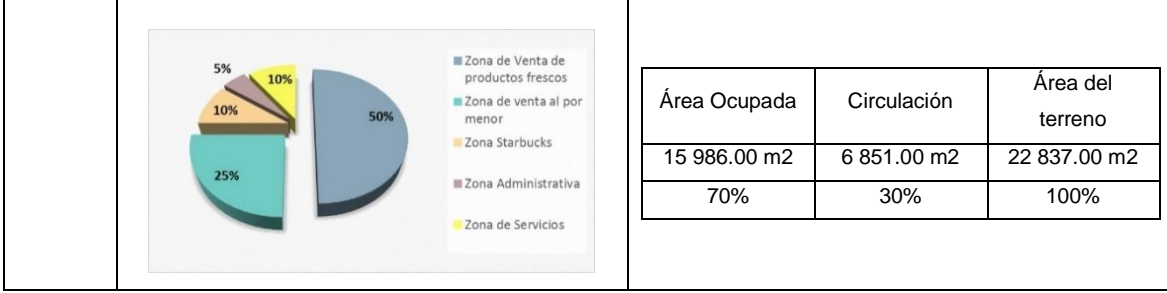 5%
10%
10%
50%
25%
Zona de Venta de
productos frescos
Zona de venta al por
menor
Zona Starbucks
Zona Administrativa
Zona de Servicios
Área Ocupada Circulación Área del
terreno
15 986.00 m2 6 851.00 m2 22 837.00 m2
70% 30% 100%